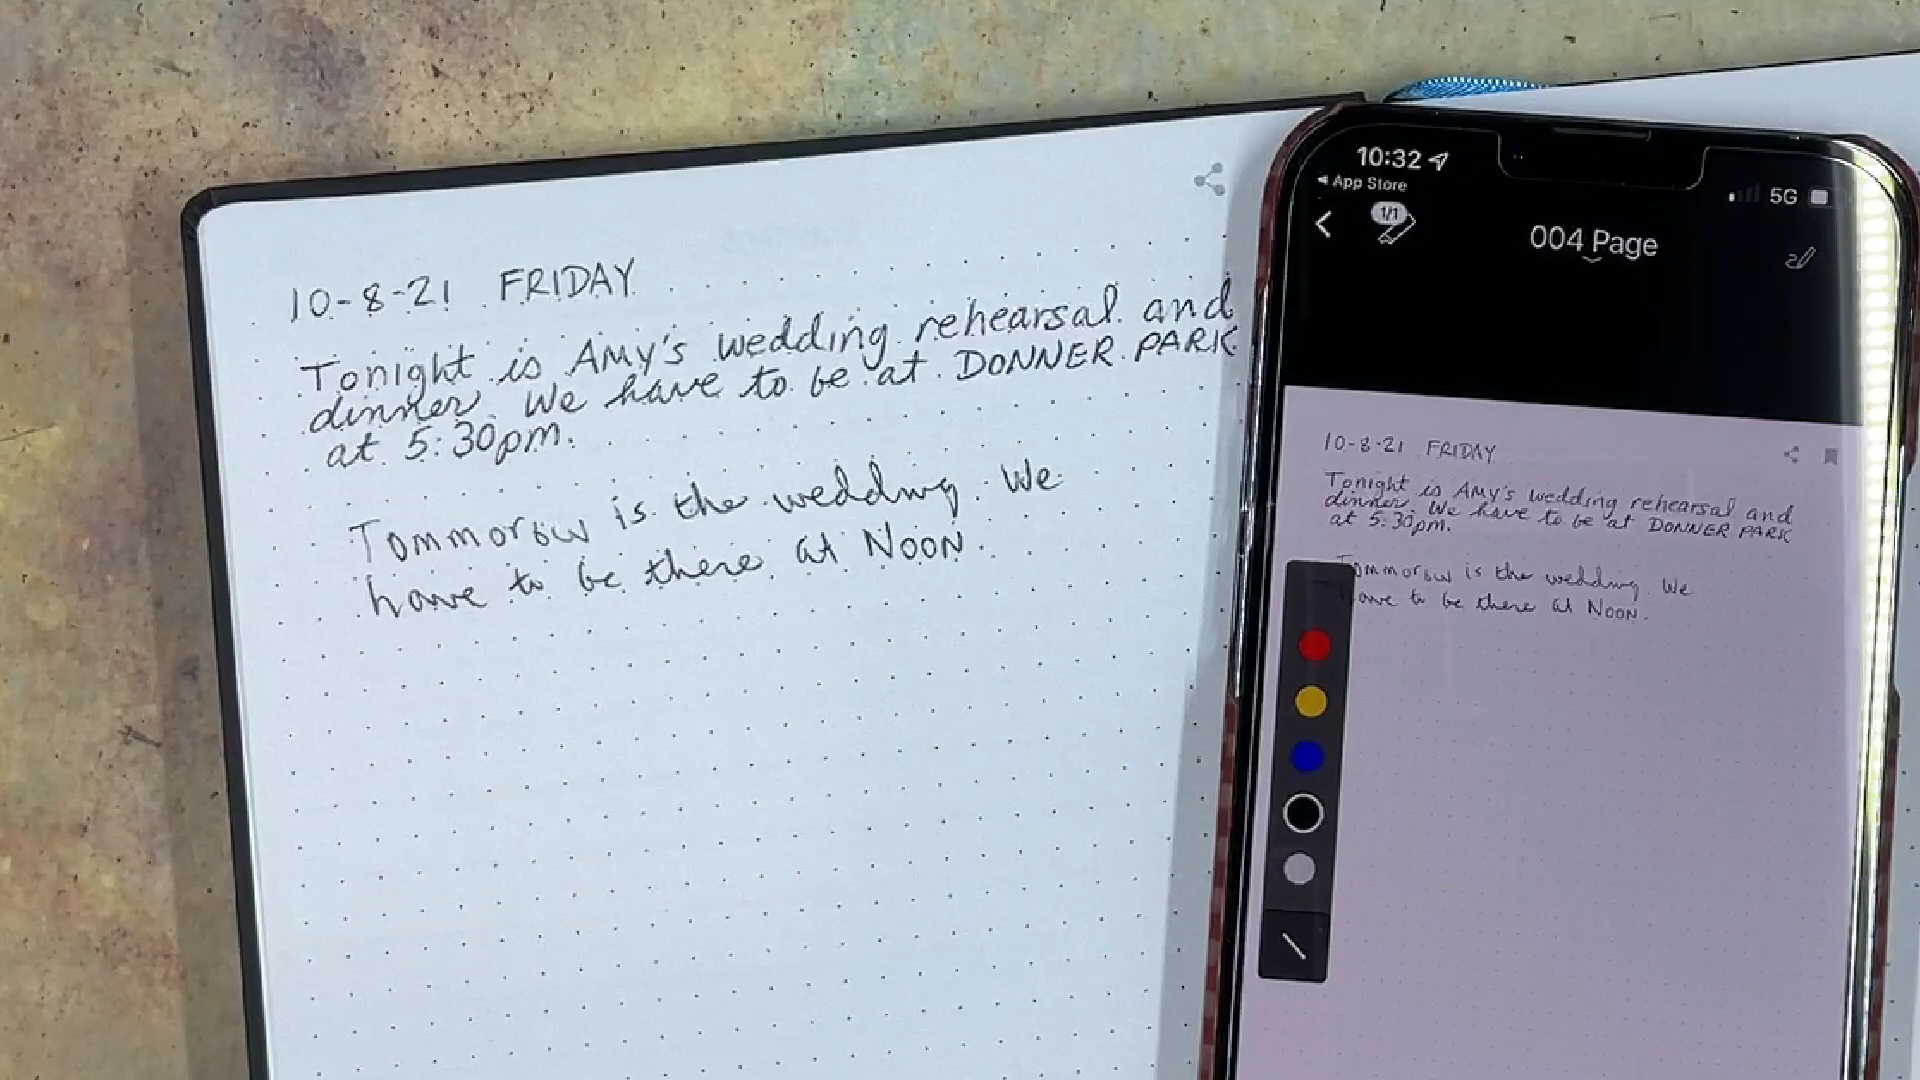 10-8-21 FRIDAY
Tonight is AMY'S wedding rehearsal and
dinner. We have to be at DONNER PARK
at 5:30pm.
Tommorow is the wedding. We
have to be there at NOON.
10:32
App Store
5G
1/1
004 Page
10-8-21 FRIDAY
Tonight is AMY'S wedding rehearsal and
dinner. We have to be at DONNER PARK
at 5:30pm.
Tommorow is the wedding. We
have to be there at NOON.